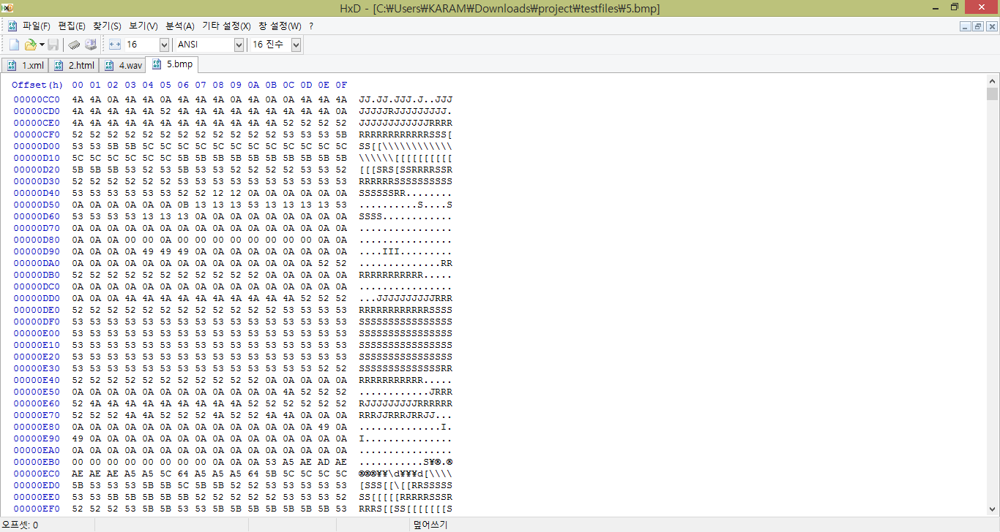 HxD - [C:₩Users₩KARAM₩Downloads₩project₩testfiles₩5.bmp]
파일(F) 편집(E) 찾기(S) 보기(V) 분석(A) 기타 설정(X) 창 설정(W) ?
16 ANSI 16 진수
1.xml 2.html 4.wav 5.bmp
Offset(h) 00 01 02 03 04 05 06 07 08 09 0A 0B 0C 0D 0E 0F
00000CC0 4A 4A 0A 4A 4A 0A 4A 4A 4A 0A 4A 0A 0A 4A 4A 4A JJ.JJ.JJJ.J..JJJ
00000CD0 4A 4A 4A 4A 4A 52 4A 4A 4A 4A 4A 4A 4A 4A 4A 0A JJJJJRJJJJJJJJJ.
00000CE0 4A 4A 4A 4A 4A 4A 4A 4A 4A 4A 4A 4A 52 52 52 52 JJJJJJJJJJJJRRRR
00000CF0 52 52 52 52 52 52 52 52 52 52 52 52 53 53 53 5B RRRRRRRRRRRRSSS[
00000D00 53 53 5B 5B 5C 5C 5C 5C 5C 5C 5C 5C 5C 5C 5C 5C SS[[\\\\\\\\\\\\
00000D10 5C 5C 5C 5C 5C 5C 5B 5B 5B 5B 5B 5B 5B 5B 5B 5B \\\\\\[[[[[[[[[[
00000D20 5B 5B 5B 53 52 53 5B 53 53 52 52 52 52 53 53 52 [[[SRS[SSRRRRSSR
00000D30 52 52 52 52 52 52 53 53 53 53 53 53 53 53 53 53 RRRRRRSSSSSSSSSS
00000D40 53 53 53 53 53 53 52 52 12 12 0A 0A 0A 0A 0A 0A SSSSSSRR........
00000D50 0A 0A 0A 0A 0A 0A 0B 13 13 13 53 13 13 13 13 53 ..........S....S
00000D60 53 53 53 53 13 13 13 0A 0A 0A 0A 0A 0A 0A 0A 0A SSSS............
00000D70 0A 0A 0A 0A 0A 0A 0A 0A 0A 0A 0A 0A 0A 0A 0A 0A ................
00000D80 0A 0A 0A 00 00 0A 00 00 00 00 00 00 00 00 0A 0A ................
00000D90 0A 0A 0A 0A 49 49 49 0A 0A 0A 0A 0A 0A 0A 0A 0A ....III.........
00000DA0 0A 0A 0A 0A 0A 0A 0A 0A 0A 0A 0A 0A 0A 0A 52 52 ..............RR
00000DB0 52 52 52 52 52 52 52 52 52 52 52 0A 0A 0A 0A 0A RRRRRRRRRRR.....
00000DC0 0A 0A 0A 0A 0A 0A 0A 0A 0A 0A 0A 0A 0A 0A 0A 0A ................
00000DD0 0A 0A 0A 4A 4A 4A 4A 4A 4A 4A 4A 4A 4A 52 52 52 ...JJJJJJJJJJRRR
00000DE0 52 52 52 52 52 52 52 52 52 52 52 52 53 53 53 53 RRRRRRRRRRRRSSSS
00000DF0 53 53 53 53 53 53 53 53 53 53 53 53 53 53 53 53 SSSSSSSSSSSSSSSS
00000E00 53 53 53 53 53 53 53 53 53 53 53 53 53 53 53 53 SSSSSSSSSSSSSSSS
00000E10 53 53 53 53 53 53 53 53 53 53 53 53 53 53 53 53 SSSSSSSSSSSSSSSS
00000E20 53 53 53 53 53 53 53 53 53 53 53 53 53 53 53 53 SSSSSSSSSSSSSSSS
00000E30 53 53 53 53 53 53 53 53 53 53 53 53 53 53 52 52 SSSSSSSSSSSSSSRR
00000E40 52 52 52 52 52 52 52 52 52 52 52 0A 0A 0A 0A 0A RRRRRRRRRRR.....
00000E50 0A 0A 0A 0A 0A 0A 0A 0A 0A 0A 0A 0A 4A 52 52 52 ............JRRR
00000E60 52 4A 4A 4A 4A 4A 4A 4A 4A 4A 52 52 52 52 52 52 RJJJJJJJJJRRRRRR
00000E70 52 52 52 4A 4A 52 52 52 4A 52 52 4A 4A 0A 0A 0A RRRJJRRRJRRJJ...
00000E80 0A 0A 0A 0A 0A 0A 0A 0A 0A 0A 0A 0A 0A 0A 49 0A ..............I.
00000E90 49 0A 0A 0A 0A 0A 0A 0A 0A 0A 0A 0A 0A 0A 0A 0A I...............
00000EA0 0A 0A 0A 0A 0A 0A 0A 0A 0A 0A 0A 0A 0A 0A 0A 0A ................
00000EB0 00 00 00 00 00 00 00 00 0A 0A 0A 53 A5 AE AD AE ...........S¥®.®
00000EC0 AE AE AE A5 A5 5C 64 A5 A5 A5 64 5B 5C 5C 5C 5C ®®®¥¥\d¥¥¥d[\\\\
00000ED0 5B 53 53 53 5B 5B 5C 5B 5B 52 52 53 53 53 53 53 [SSS[[\[[RRSSSSS
00000EE0 53 53 5B 5B 5B 5B 5B 52 52 52 52 52 53 53 53 52 SS[[[[[RRRRRSSSR
00000EF0 52 52 52 53 5B 5B 53 53 5B 5B 5B 5B 5B 5B 5B 53 RRRS[[SS[[[[[[[S
오프셋: 0 덮어쓰기